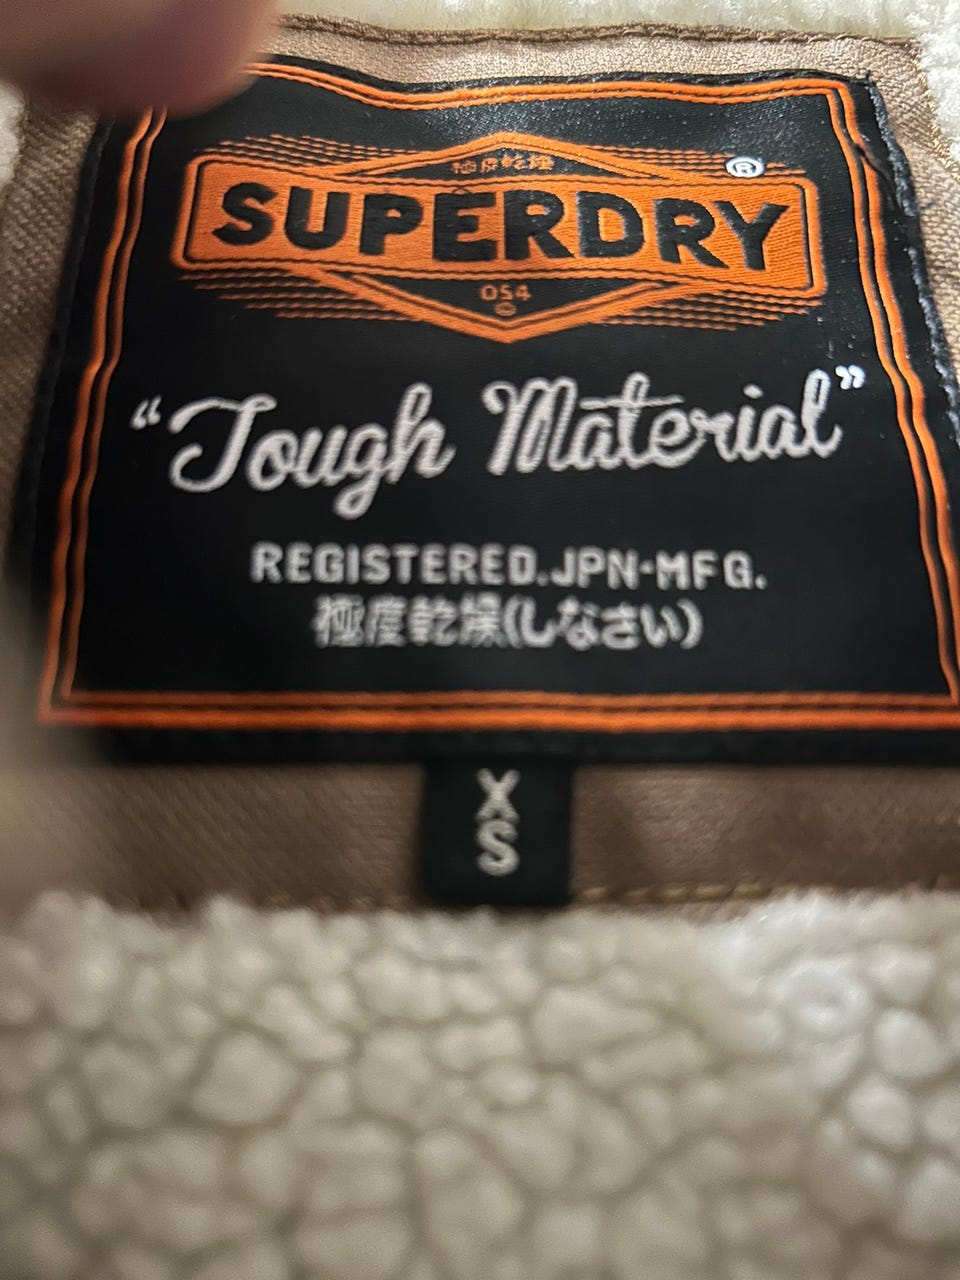 極度乾燥
®
SUPERDRY
054
®
“Tough Material”
REGISTERED.JPN-MFG.
極度乾燥(しなさい)
XS